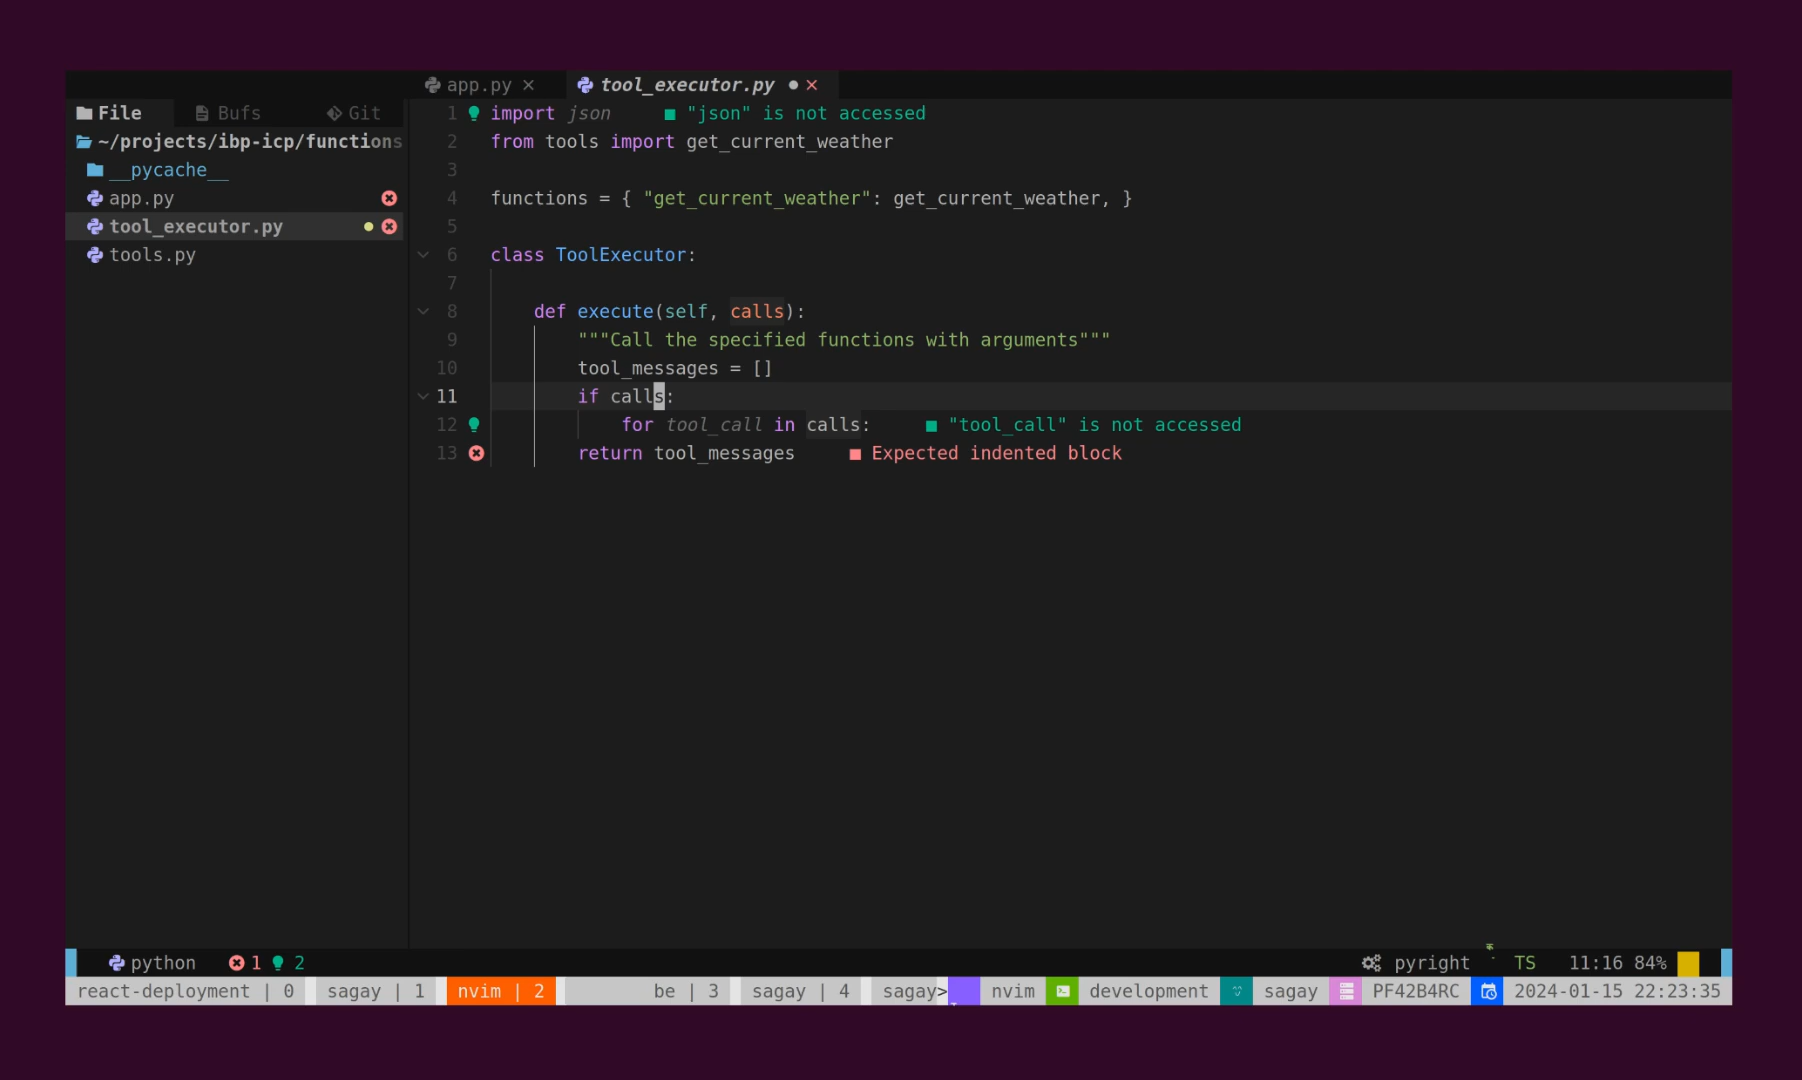 app.py × tool_executor.py ● ×
File Bufs Git
~/projects/ibp-icp/functions
__pycache__
app.py
tool_executor.py
tools.py
1 import json ■ "json" is not accessed
2 from tools import get_current_weather
3
4 functions = { "get_current_weather": get_current_weather, }
5
6 class ToolExecutor:
7
8 def execute(self, calls):
9 """Call the specified functions with arguments"""
10 tool_messages = []
11 if calls:
12 for tool_call in calls: ■ "tool_call" is not accessed
13 return tool_messages ■ Expected indented block
python 1 2 pyright TS 11:16 84%
react-deployment | 0 sagay | 1 nvim | 2 be | 3 sagay | 4 sagay> nvim development sagay PF42B4RC 2024-01-15 22:23:35